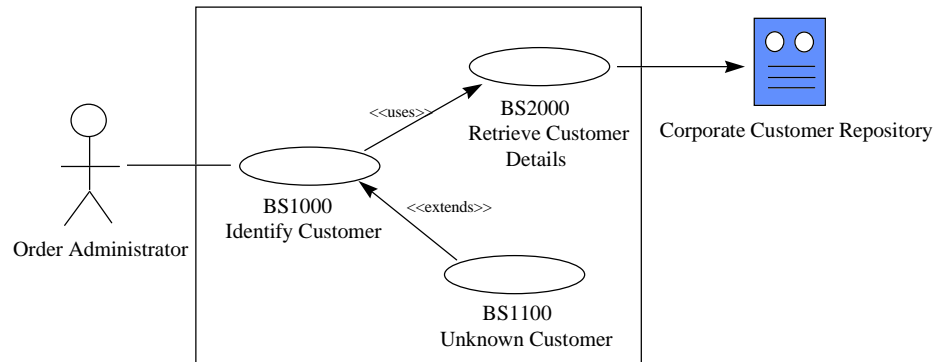 <<uses>>
BS2000
Retrieve Customer
Details
Corporate Customer Repository
BS1000
Identify Customer
<<extends>>
Order Administrator
BS1100
Unknown Customer